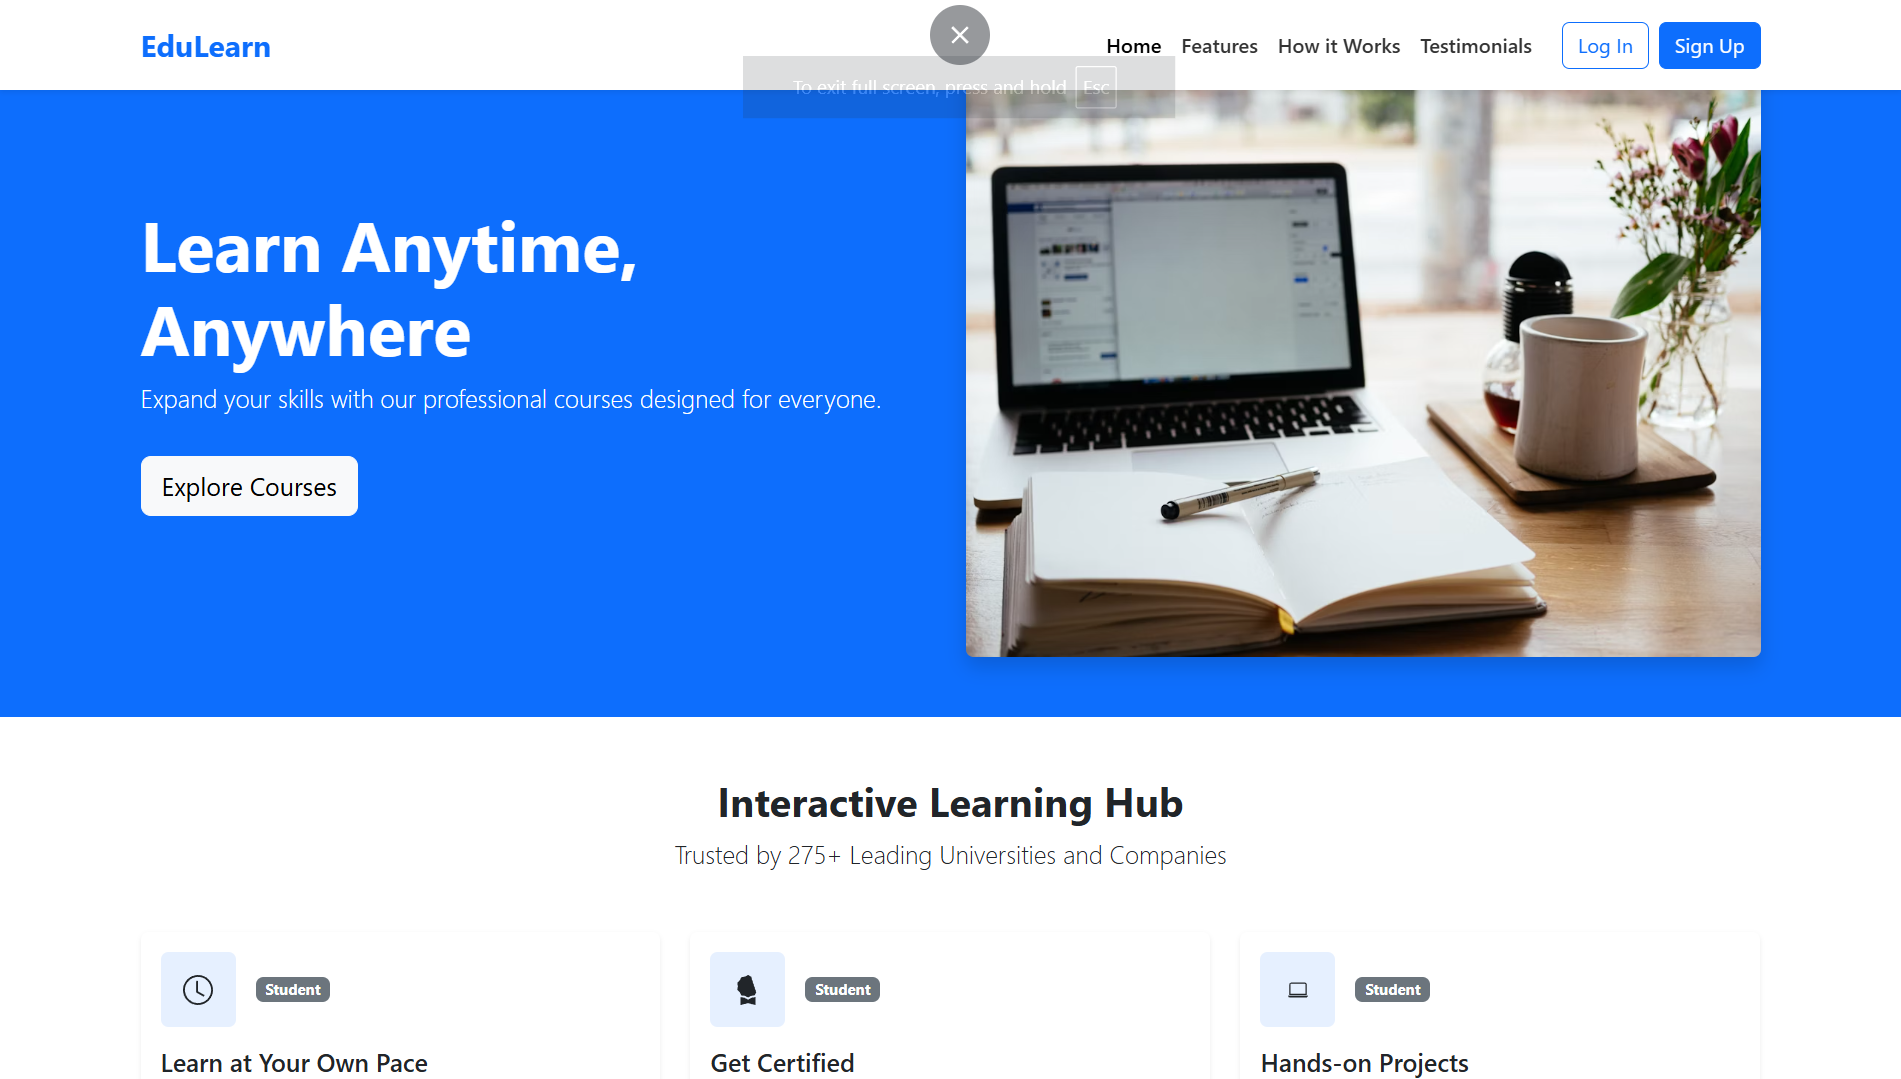 EduLearn
Home Features How it Works Testimonials Log In Sign Up
To exit full screen, press and hold Esc
Learn Anytime,
Anywhere
Expand your skills with our professional courses designed for everyone.
Explore Courses
Interactive Learning Hub
Trusted by 275+ Leading Universities and Companies
Student Student Student
Learn at Your Own Pace Get Certified Hands-on Projects